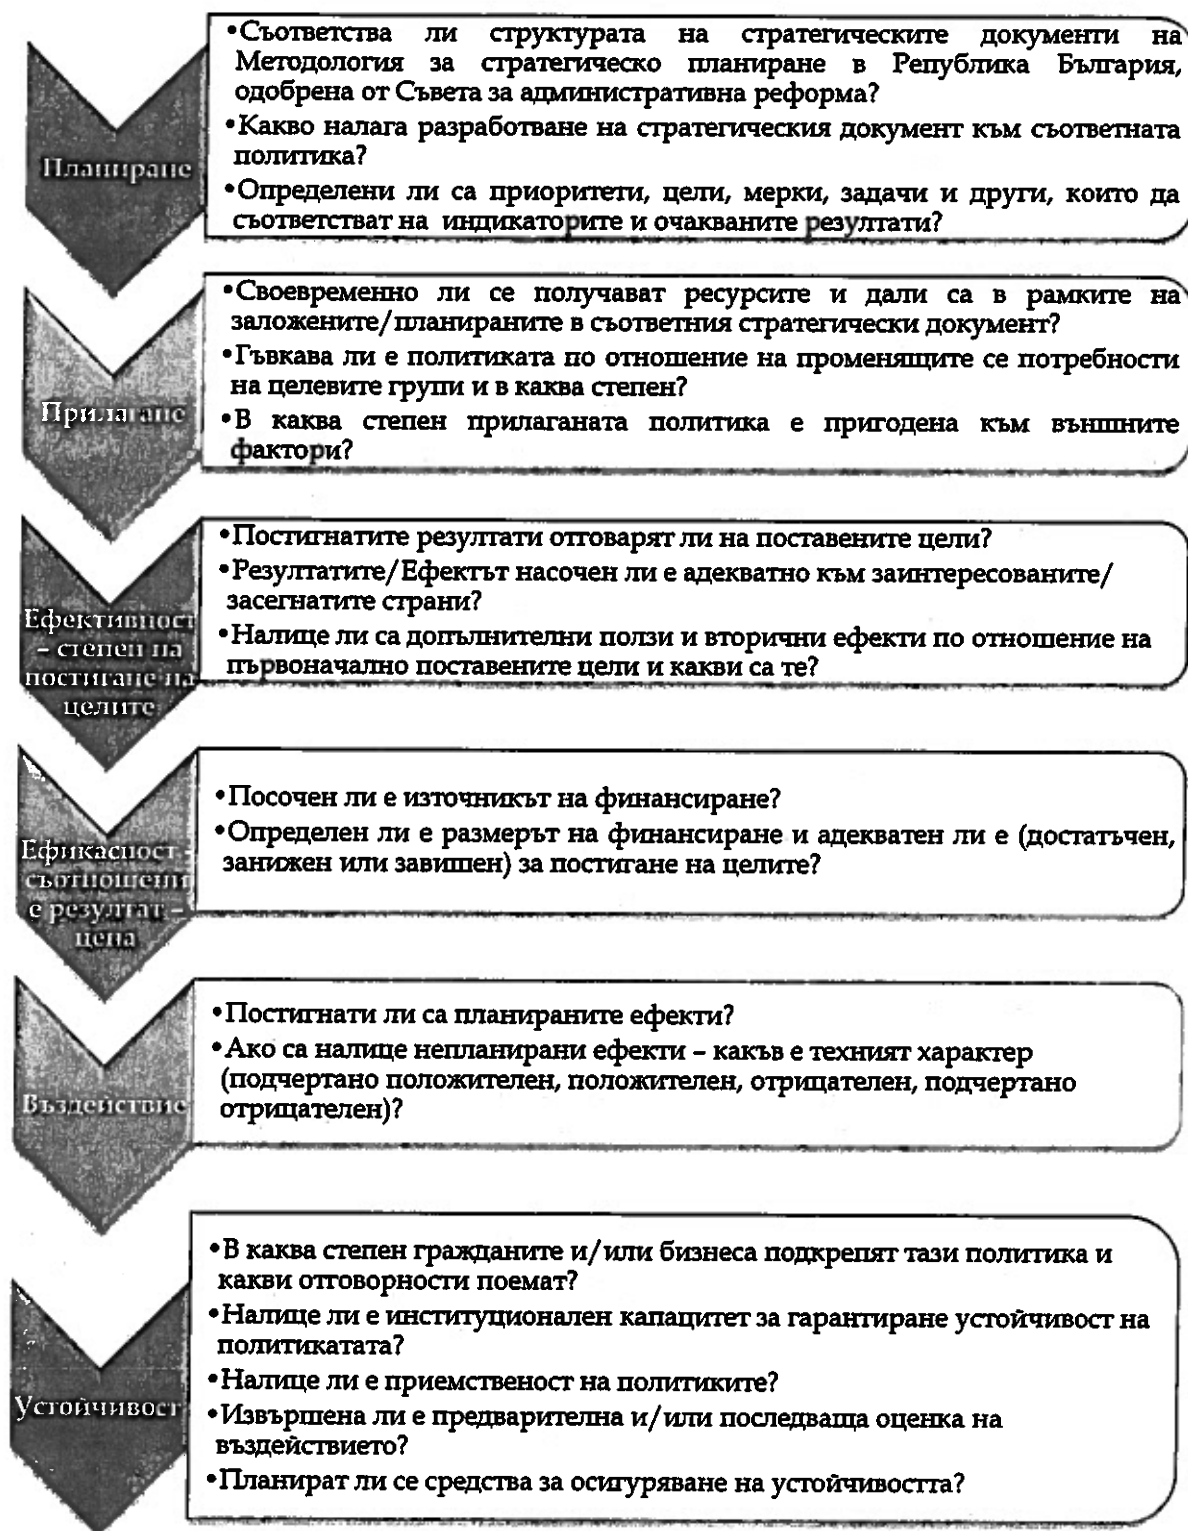 Планиране
•Съответства ли структурата на стратегическите документи на
Методология за стратегическо планиране в Република България,
одобрена от Съвета за административна реформа?
•Какво налага разработване на стратегическия документ към съответната
политика?
•Определени ли са приоритети, цели, мерки, задачи и други, които да
съответстват на индикаторите и очакваните резултати?
Прилагане
•Своевременно ли се получават ресурсите и дали са в рамките на
заложените/планираните в съответния стратегически документ?
•Гъвкава ли е политиката по отношение на променящите се потребности
на целевите групи и в каква степен?
•В каква степен прилаганата политика е пригодена към външните
фактори?
Ефективност
– степен на
постигане на
целите
•Постигнатите резултати отговарят ли на поставените цели?
•Резултатите/Ефектът насочен ли е адекватно към заинтересованите/
засегнатите страни?
•Налице ли са допълнителни ползи и вторични ефекти по отношение на
първоначално поставените цели и какви са те?
Ефикасност -
съотношени
е резултат –
цена
•Посочен ли е източникът на финансиране?
•Определен ли е размерът на финансиране и адекватен ли е (достатъчен,
занижен или завишен) за постигане на целите?
Въздействие
•Постигнати ли са планираните ефекти?
•Ако са налице непланирани ефекти – какъв е техният характер
(подчертано положителен, положителен, отрицателен, подчертано
отрицателен)?
Устойчивост
•В каква степен гражданите и/или бизнеса подкрепят тази политика и
какви отговорности поемат?
•Налице ли е институционален капацитет за гарантиране устойчивост на
политикатата?
•Налице ли е приемственост на политиките?
•Извършена ли е предварителна и/или последваща оценка на
въздействието?
•Планират ли се средства за осигуряване на устойчивостта?